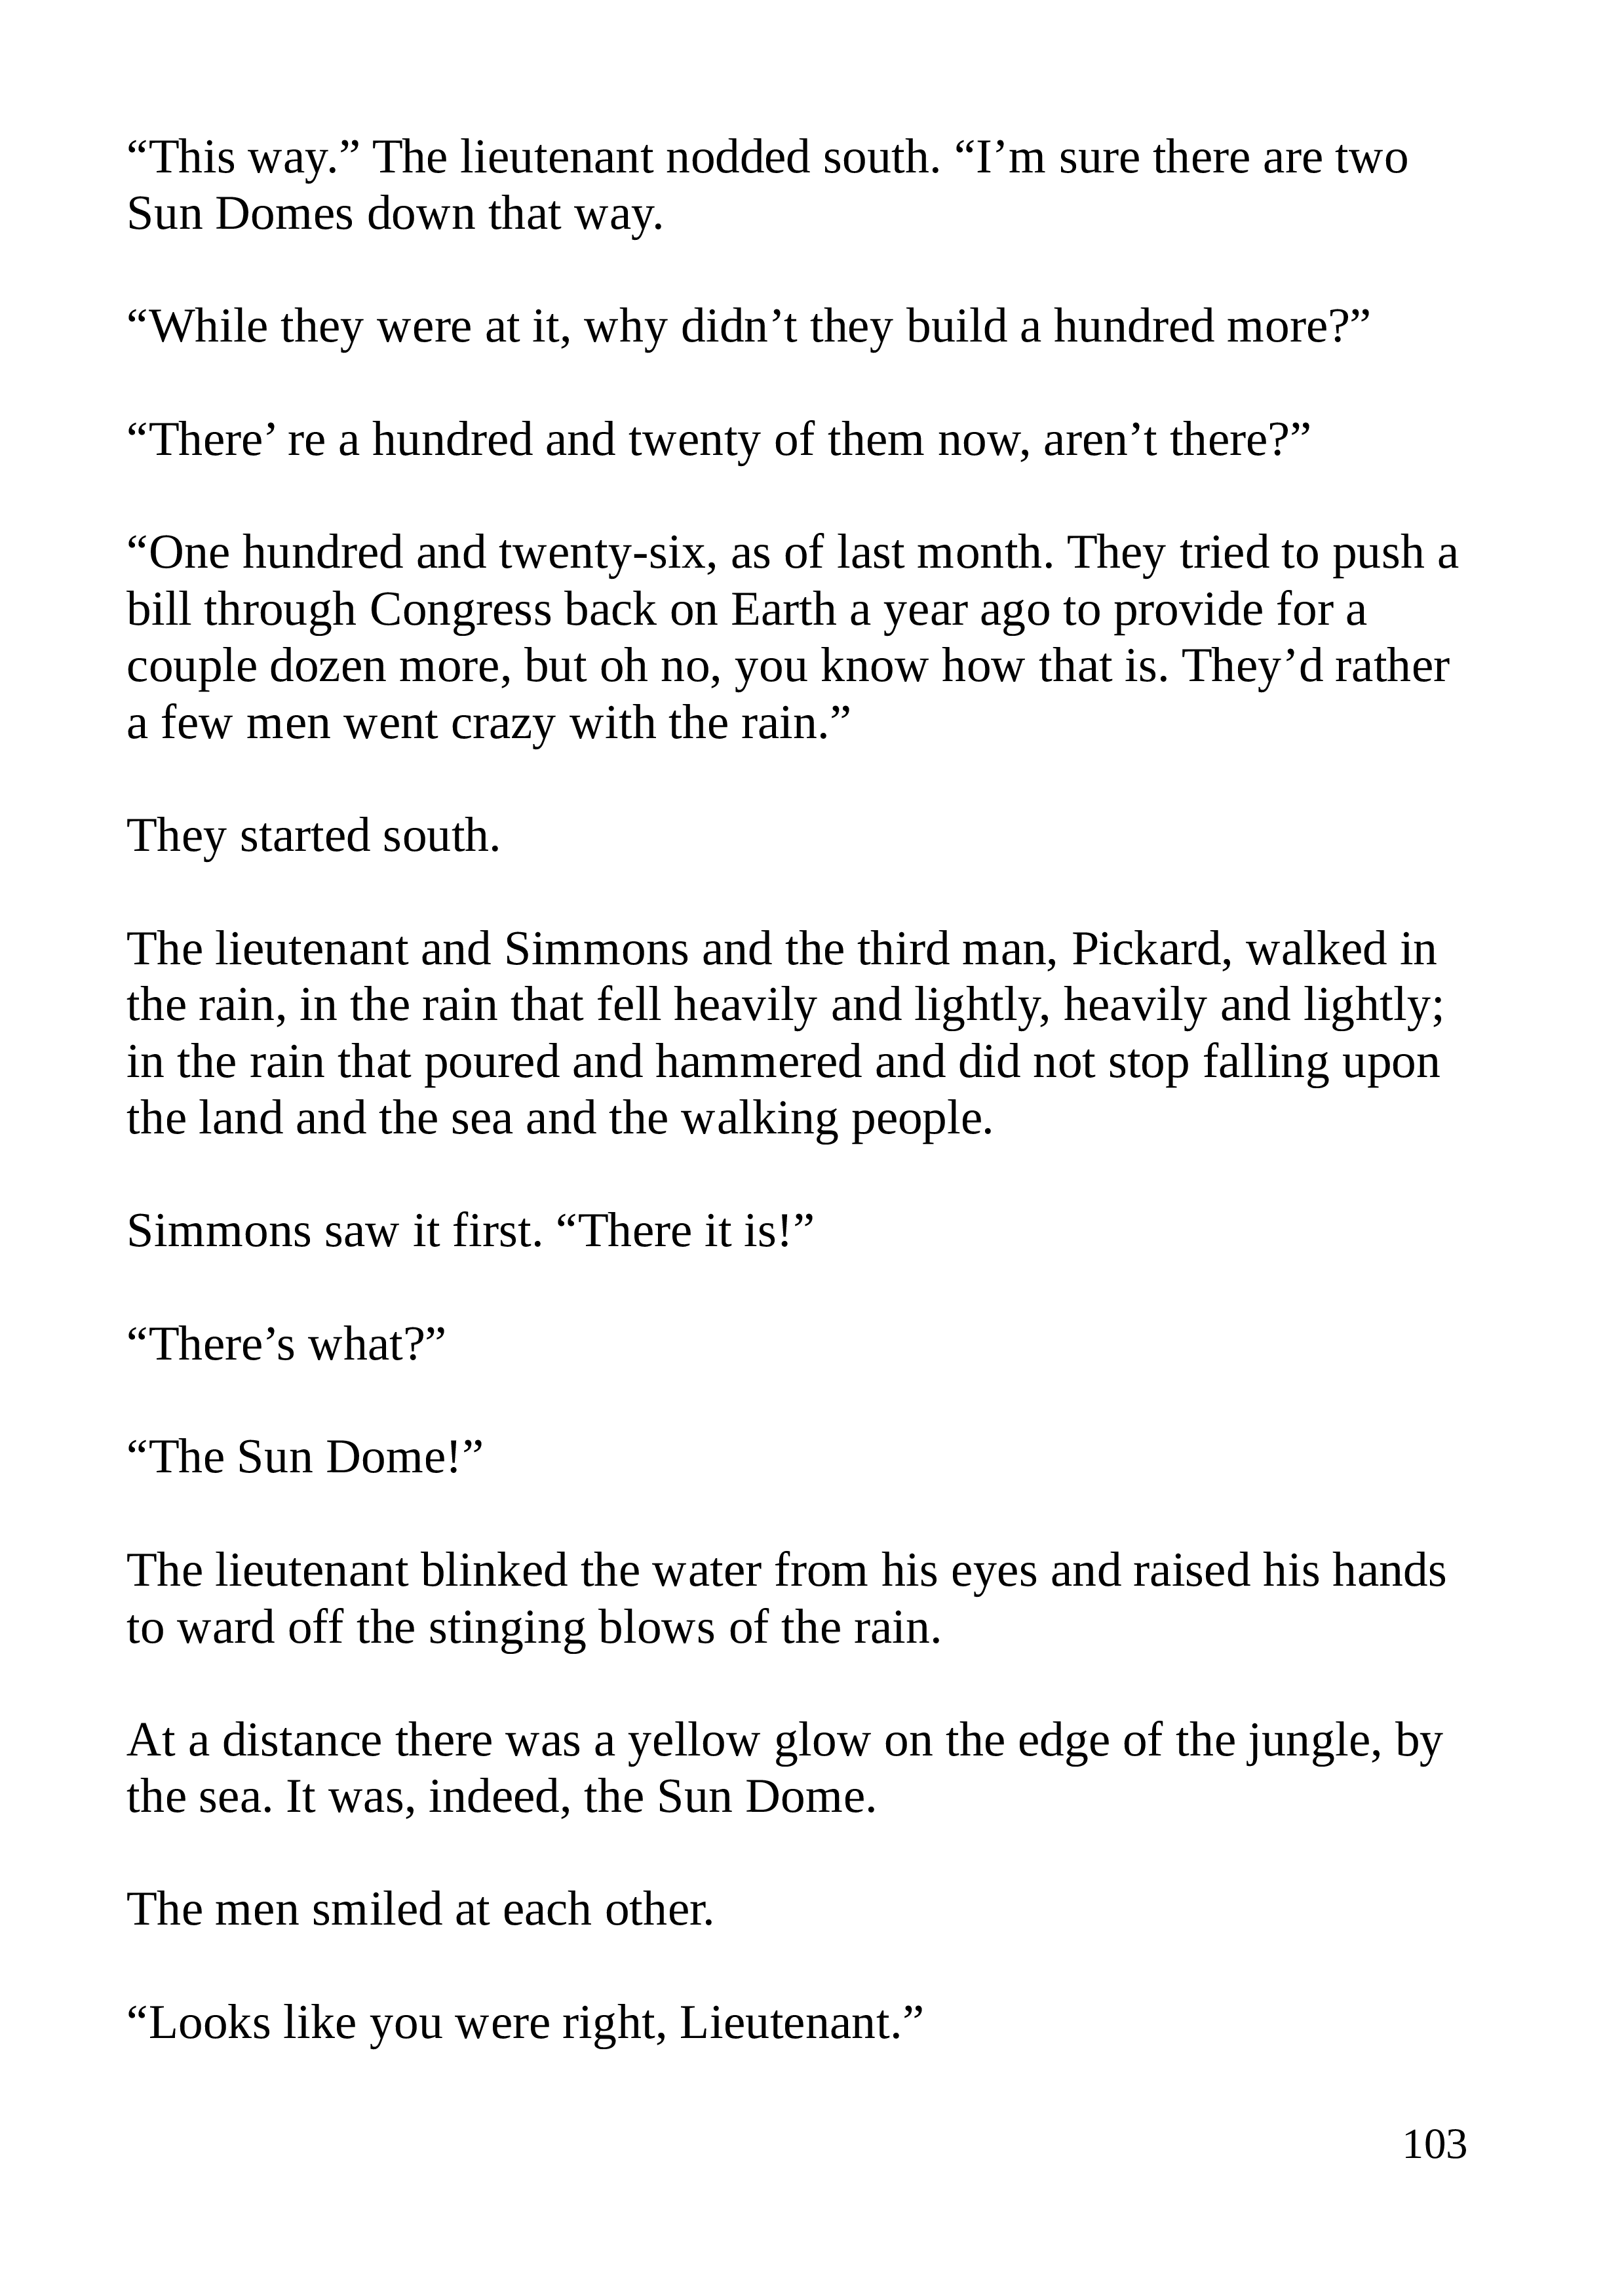 “This way.” The lieutenant nodded south. “I’m sure there are two
Sun Domes down that way.
“While they were at it, why didn’t they build a hundred more?”
“There’ re a hundred and twenty of them now, aren’t there?”
“One hundred and twenty-six, as of last month. They tried to push a
bill through Congress back on Earth a year ago to provide for a
couple dozen more, but oh no, you know how that is. They’d rather
a few men went crazy with the rain.”
They started south.
The lieutenant and Simmons and the third man, Pickard, walked in
the rain, in the rain that fell heavily and lightly, heavily and lightly;
in the rain that poured and hammered and did not stop falling upon
the land and the sea and the walking people.
Simmons saw it first. “There it is!”
“There’s what?”
“The Sun Dome!”
The lieutenant blinked the water from his eyes and raised his hands
to ward off the stinging blows of the rain.
At a distance there was a yellow glow on the edge of the jungle, by
the sea. It was, indeed, the Sun Dome.
The men smiled at each other.
“Looks like you were right, Lieutenant.”
103